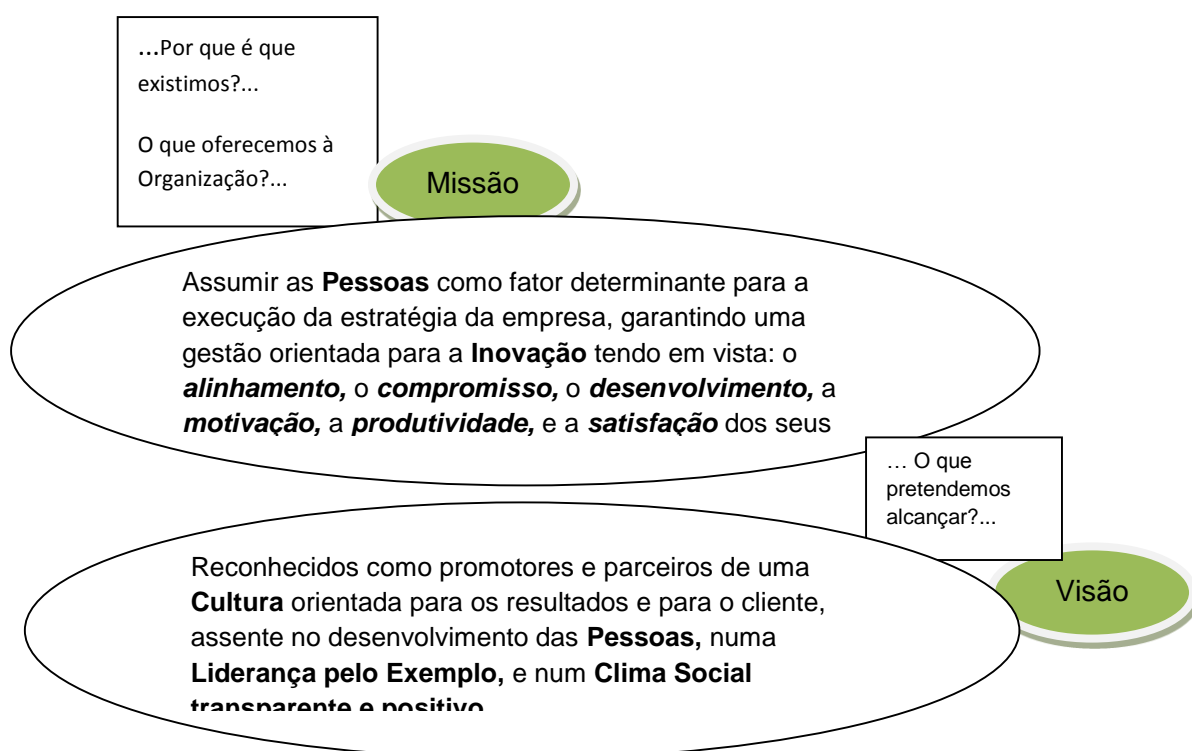 ...Por que é que
existimos?...
O que oferecemos à
Organização?...
Missão
Assumir as Pessoas como fator determinante para a
execução da estratégia da empresa, garantindo uma
gestão orientada para a Inovação tendo em vista: o
alinhamento, o compromisso, o desenvolvimento, a
motivação, a produtividade, e a satisfação dos seus
… O que
pretendemos
alcançar?...
Visão
Reconhecidos como promotores e parceiros de uma
Cultura orientada para os resultados e para o cliente,
assente no desenvolvimento das Pessoas, numa
Liderança pelo Exemplo, e num Clima Social
transparente e positivo